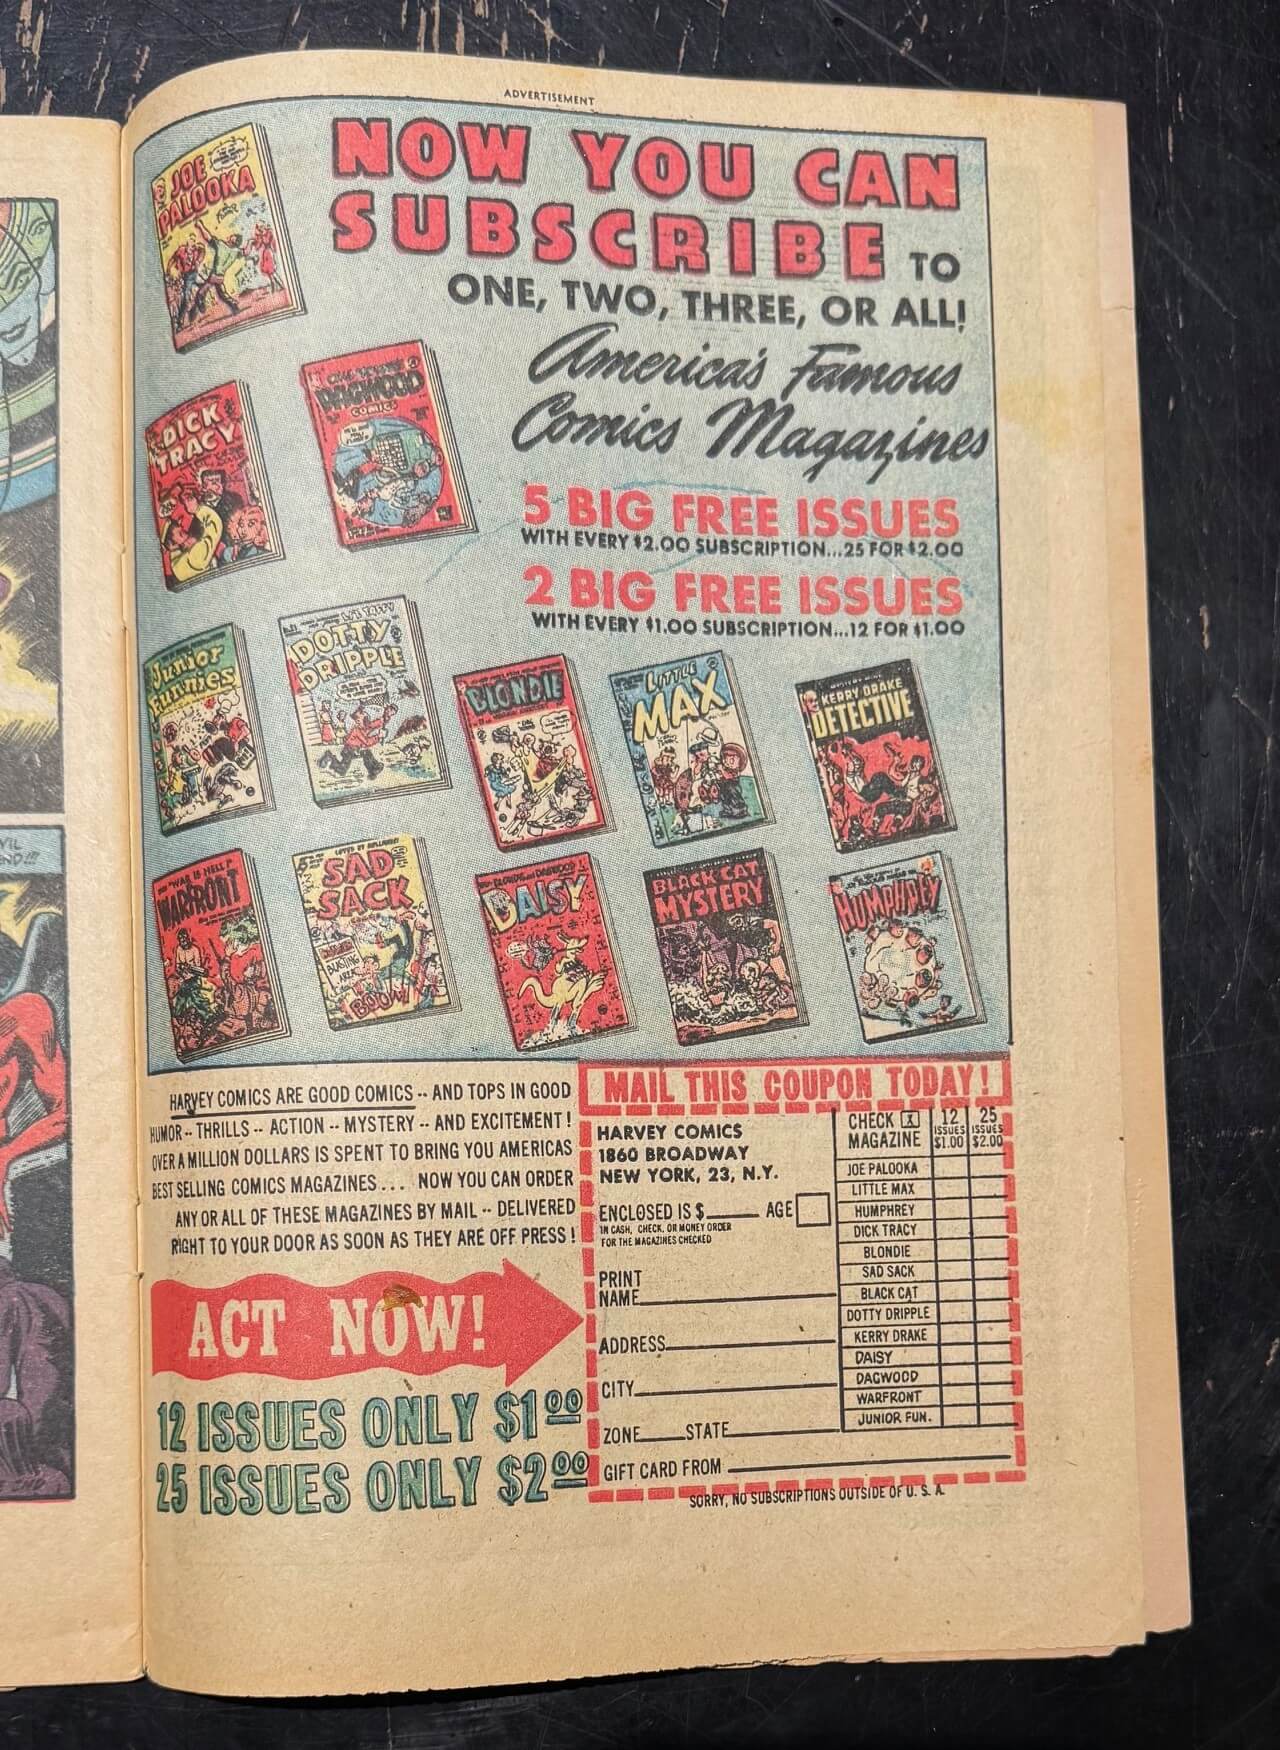 ADVERTISEMENT
NOW YOU CAN
SUBSCRIBE TO
ONE, TWO, THREE, OR ALL!
America's Famous
Comics Magazines
5 BIG FREE ISSUES
WITH EVERY $2.00 SUBSCRIPTION...25 FOR $2.00
2 BIG FREE ISSUES
WITH EVERY $1.00 SUBSCRIPTION...12 FOR $1.00
JOE
PALOOKA
DICK
TRACY
DAGWOOD
COMICS
Junior
Funnies
DOTTY
DRIPPLE
BLONDIE
LITTLE
MAX
KERRY DRAKE
DETECTIVE
"WAR IS HELL!"
WARFRONT
SAD
SACK
BLASTING
AREA
BOOM
DAISY
BLACK CAT
MYSTERY
HUMPHREY
VIL
END!!!
HARVEY COMICS ARE GOOD COMICS -- AND TOPS IN GOOD
HUMOR -- THRILLS -- ACTION -- MYSTERY -- AND EXCITEMENT!
OVER A MILLION DOLLARS IS SPENT TO BRING YOU AMERICAS
BEST SELLING COMICS MAGAZINES... NOW YOU CAN ORDER
ANY OR ALL OF THESE MAGAZINES BY MAIL -- DELIVERED
RIGHT TO YOUR DOOR AS SOON AS THEY ARE OFF PRESS!
ACT NOW!
12 ISSUES ONLY $1.00
25 ISSUES ONLY $2.00
MAIL THIS COUPON TODAY!
HARVEY COMICS
1860 BROADWAY
NEW YORK, 23, N.Y.
ENCLOSED IS $ AGE
IN CASH, CHECK, OR MONEY ORDER
FOR THE MAGAZINES CHECKED
PRINT
NAME
ADDRESS
CITY
ZONE STATE
GIFT CARD FROM
CHECK X MAGAZINE
12 ISSUES $1.00
25 ISSUES $2.00
JOE PALOOKA
LITTLE MAX
HUMPHREY
DICK TRACY
BLONDIE
SAD SACK
BLACK CAT
DOTTY DRIPPLE
KERRY DRAKE
DAISY
DAGWOOD
WARFRONT
JUNIOR FUN.
SORRY, NO SUBSCRIPTIONS OUTSIDE OF U. S. A.